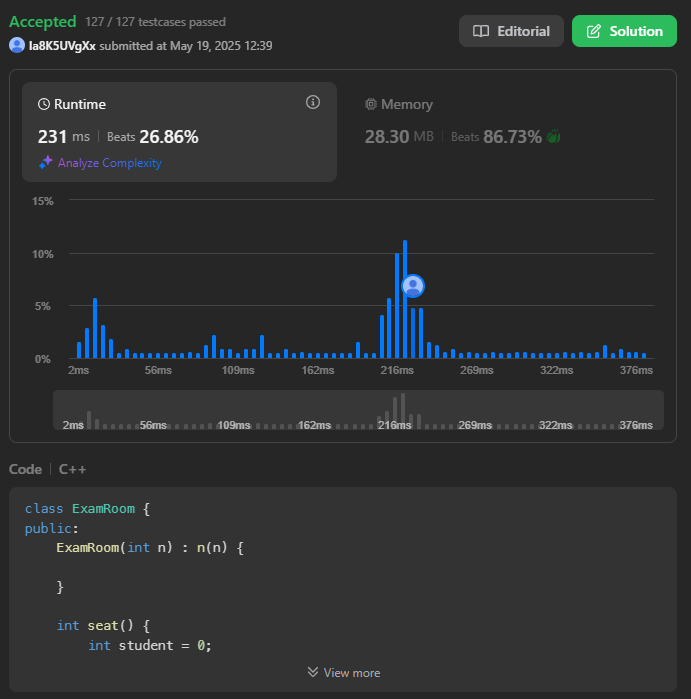 Accepted 127 / 127 testcases passed
Editorial
Solution
la8K5UVgXx submitted at May 19, 2025 12:39
Runtime
231 ms | Beats 26.86%
Analyze Complexity
Memory
28.30 MB | Beats 86.73%
15%
10%
5%
0%
2ms 56ms 109ms 162ms 216ms 269ms 322ms 376ms
2ms 56ms 109ms 162ms 216ms 269ms 322ms 376ms
Code | C++
class ExamRoom {
public:
    ExamRoom(int n) : n(n) {
    }
    int seat() {
        int student = 0;
View more